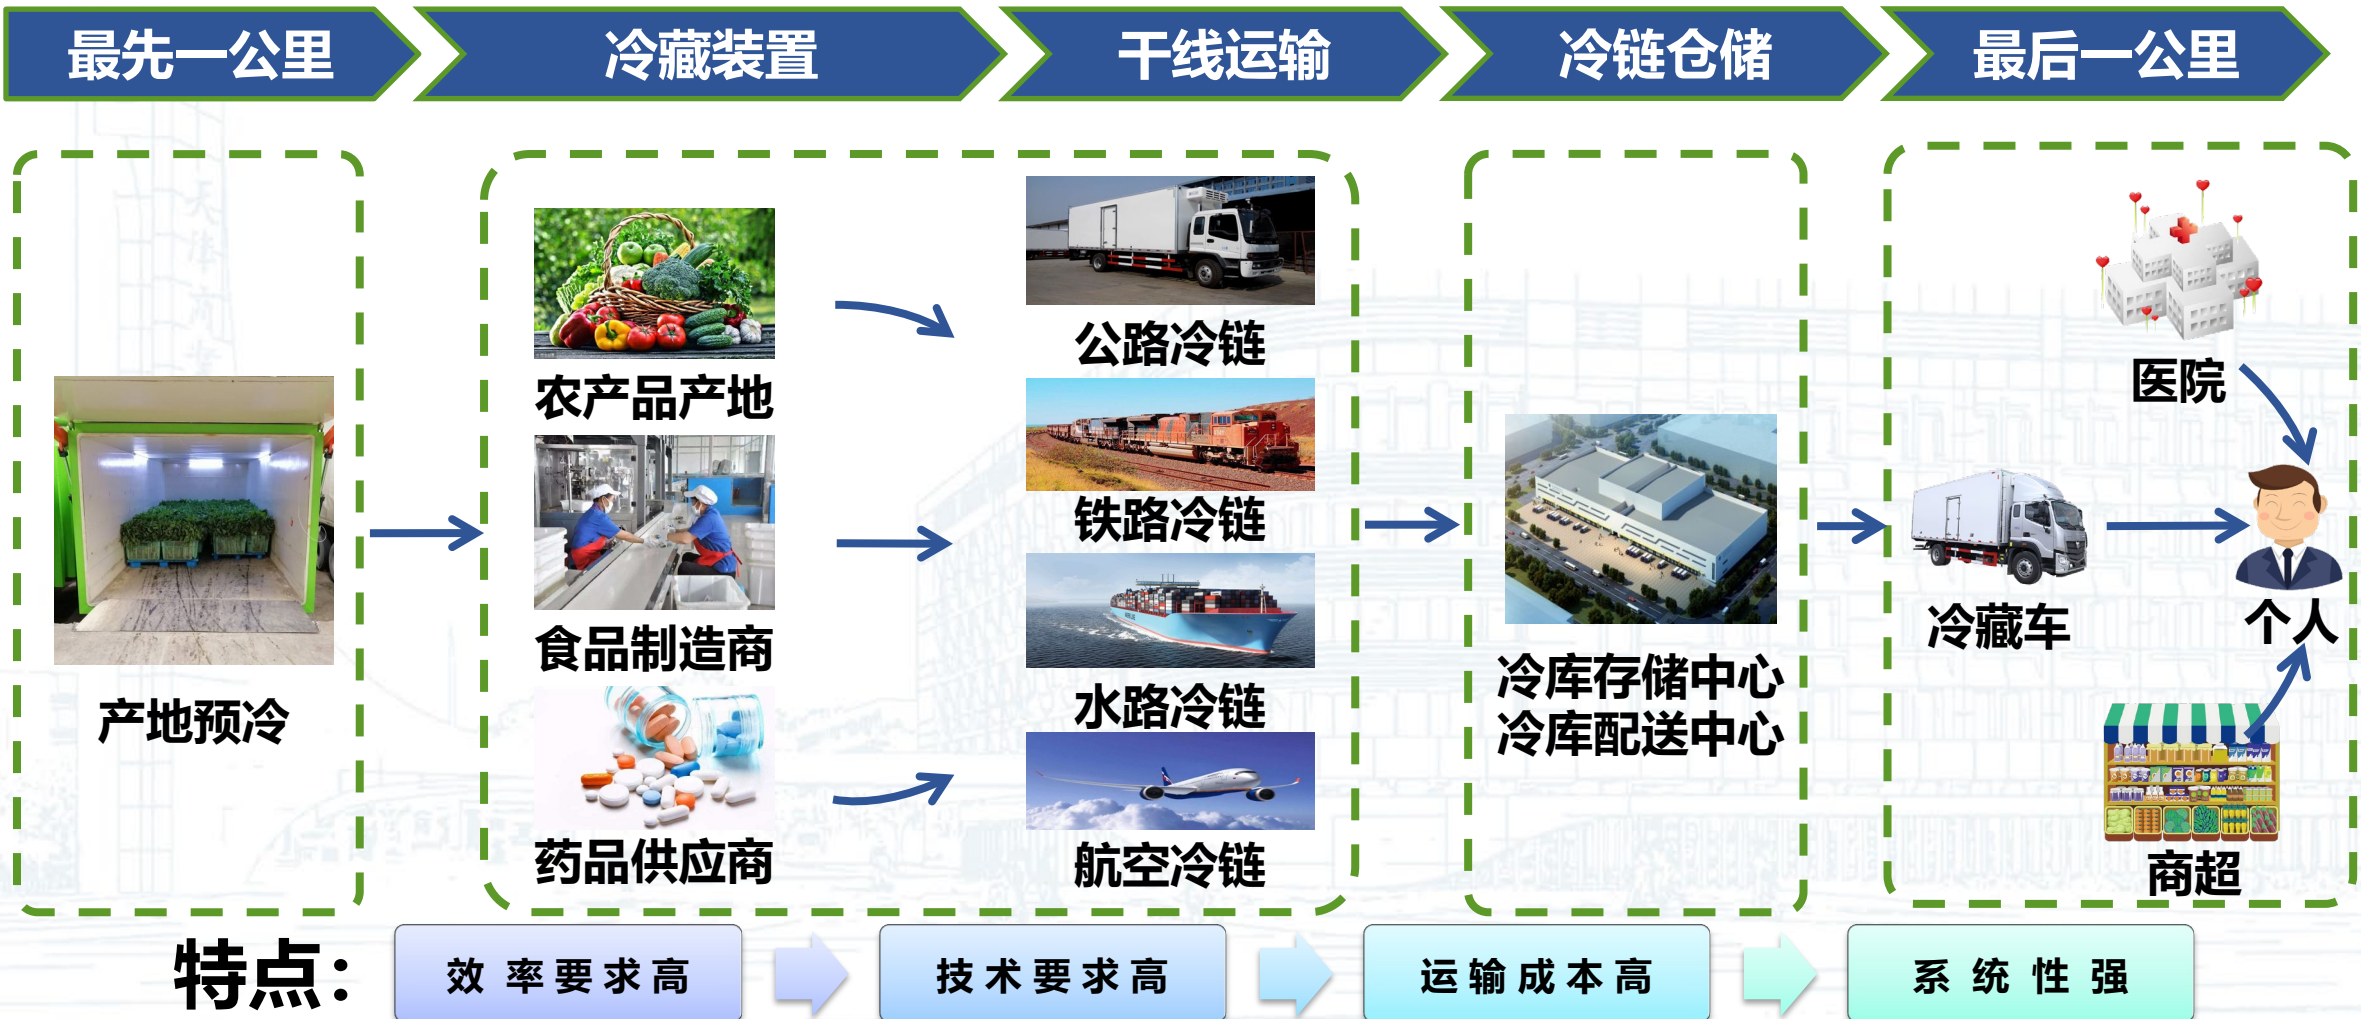 最先一公里
冷藏装置
干线运输
冷链仓储
最后一公里
产地预冷
农产品产地
食品制造商
药品供应商
公路冷链
铁路冷链
水路冷链
航空冷链
冷库存储中心
冷库配送中心
医院
冷藏车
个人
商超
特点：
效率要求高
技术要求高
运输成本高
系统性强